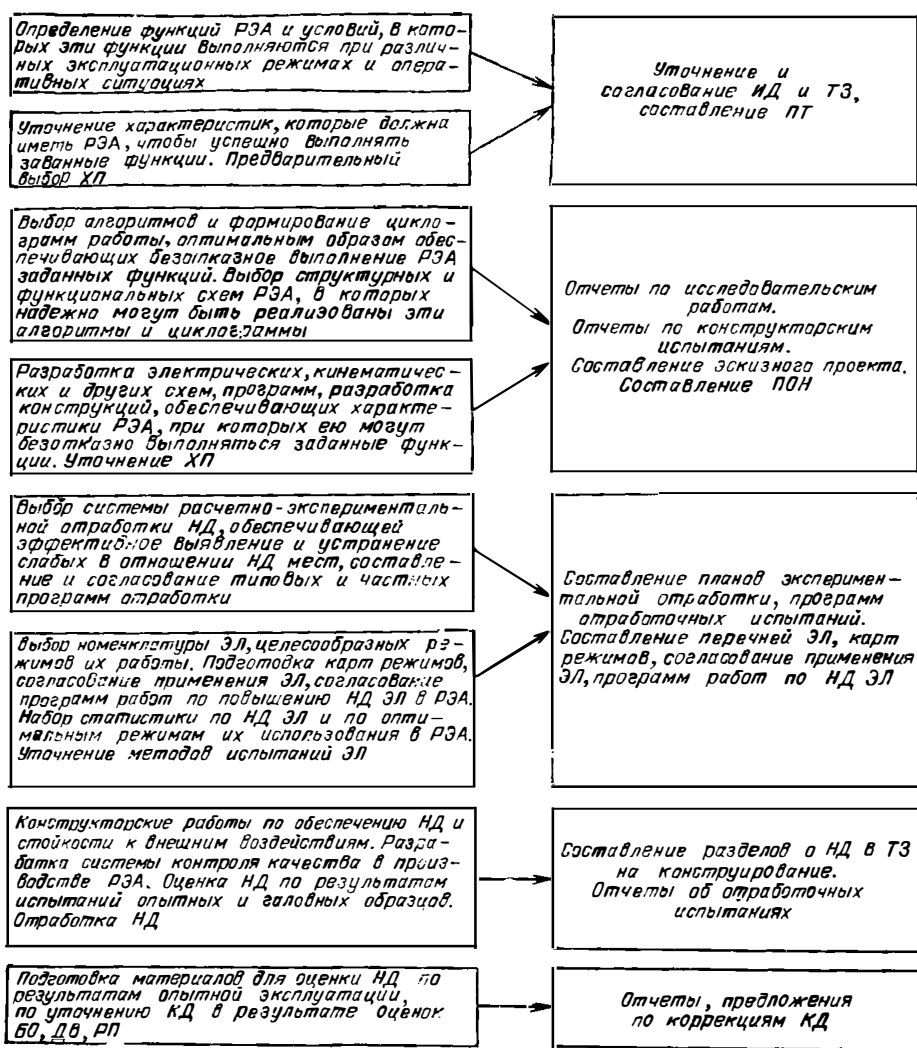 Определение функций РЭА и условий, в кото-
рых эти функции выполняются при различ-
ных эксплуатационных режимах и опера-
тивных ситуациях
Уточнение и
согласование ИД и ТЗ,
составление ПТ
Уточнение характеристик, которые должна
иметь РЭА, чтобы успешно выполнять
заванные функции. Предварительный
выбор ХП
Выбор алгоритмов и формирование цикло-
грамм работы, оптимальным образом обес-
печивающих безотказное выполнение РЭА
заданных функций. Выбор структурных и
функциональных схем РЭА, в которых
надежно могут быть реализованы эти
алгоритмы и циклограммы
Отчеты по исследовательским
работам.
Отчеты по конструкторским
испытаниям.
Составление эскизного проекта.
Составление ПОН
Разработка электрических, кинематичес-
ких и других схем, программ, разработка
конструкций, обеспечивающих характе-
ристики РЭА, при которых ею могут
безотказно выполняться заданные функ-
ции. Уточнение ХП
Выбор системы расчетно-эксперименталь-
ной отработки НД, обеспечивающей
эффективное выявление и устранение
слабых в отношении НД мест, составле-
ние и согласование типовых и частных
программ отработки
Составление планов эксперимен-
тальной отработки, программ
отработочных испытаний.
Составление перечней ЭЛ, карт
режимов, согласование применения
ЭЛ, программ работ по НД ЭЛ
Выбор номенклатуры ЭЛ, целесообразных ре-
жимов их работы. Подготовка карт режимов,
согласование применения ЭЛ, согласование
программ работ по повышению НД ЭЛ в РЭА.
Набор статистики по НД ЭЛ и по опти-
мальным режимам их использования в РЭА.
Уточнение методов испытаний ЭЛ
Конструкторские работы по обеспечению НД и
стойкости к внешним воздействиям. Разра-
ботка системы контроля качества в произ-
водстве РЭА. Оценка НД по результатам
испытаний опытных и головных образцов.
Отработка НД
Составление разделов о НД в ТЗ
на конструирование.
Отчеты об отработочных
испытаниях
Подготовка материалов для оценки НД по
результатам опытной эксплуатации,
по уточнению КД в результате оценок
БО, ДВ, РП
Отчеты, предложения
по коррекциям КД